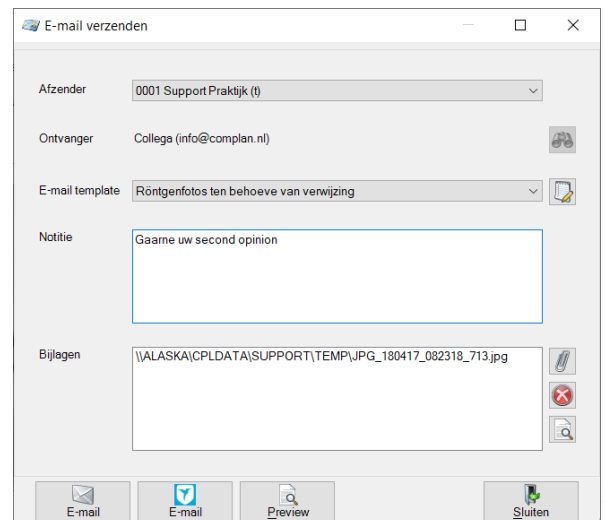 E-mail verzenden
Afzender
0001 Support Praktijk (t)
Ontvanger
Collega (info@complan.nl)
E-mail template
Röntgenfotos ten behoeve van verwijzing
Notitie
Gaarne uw second opinion
Bijlagen
\\ALASKA\CPLDATA\SUPPORT\TEMP\JPG_180417_082318_713.jpg
E-mail E-mail Preview Sluiten